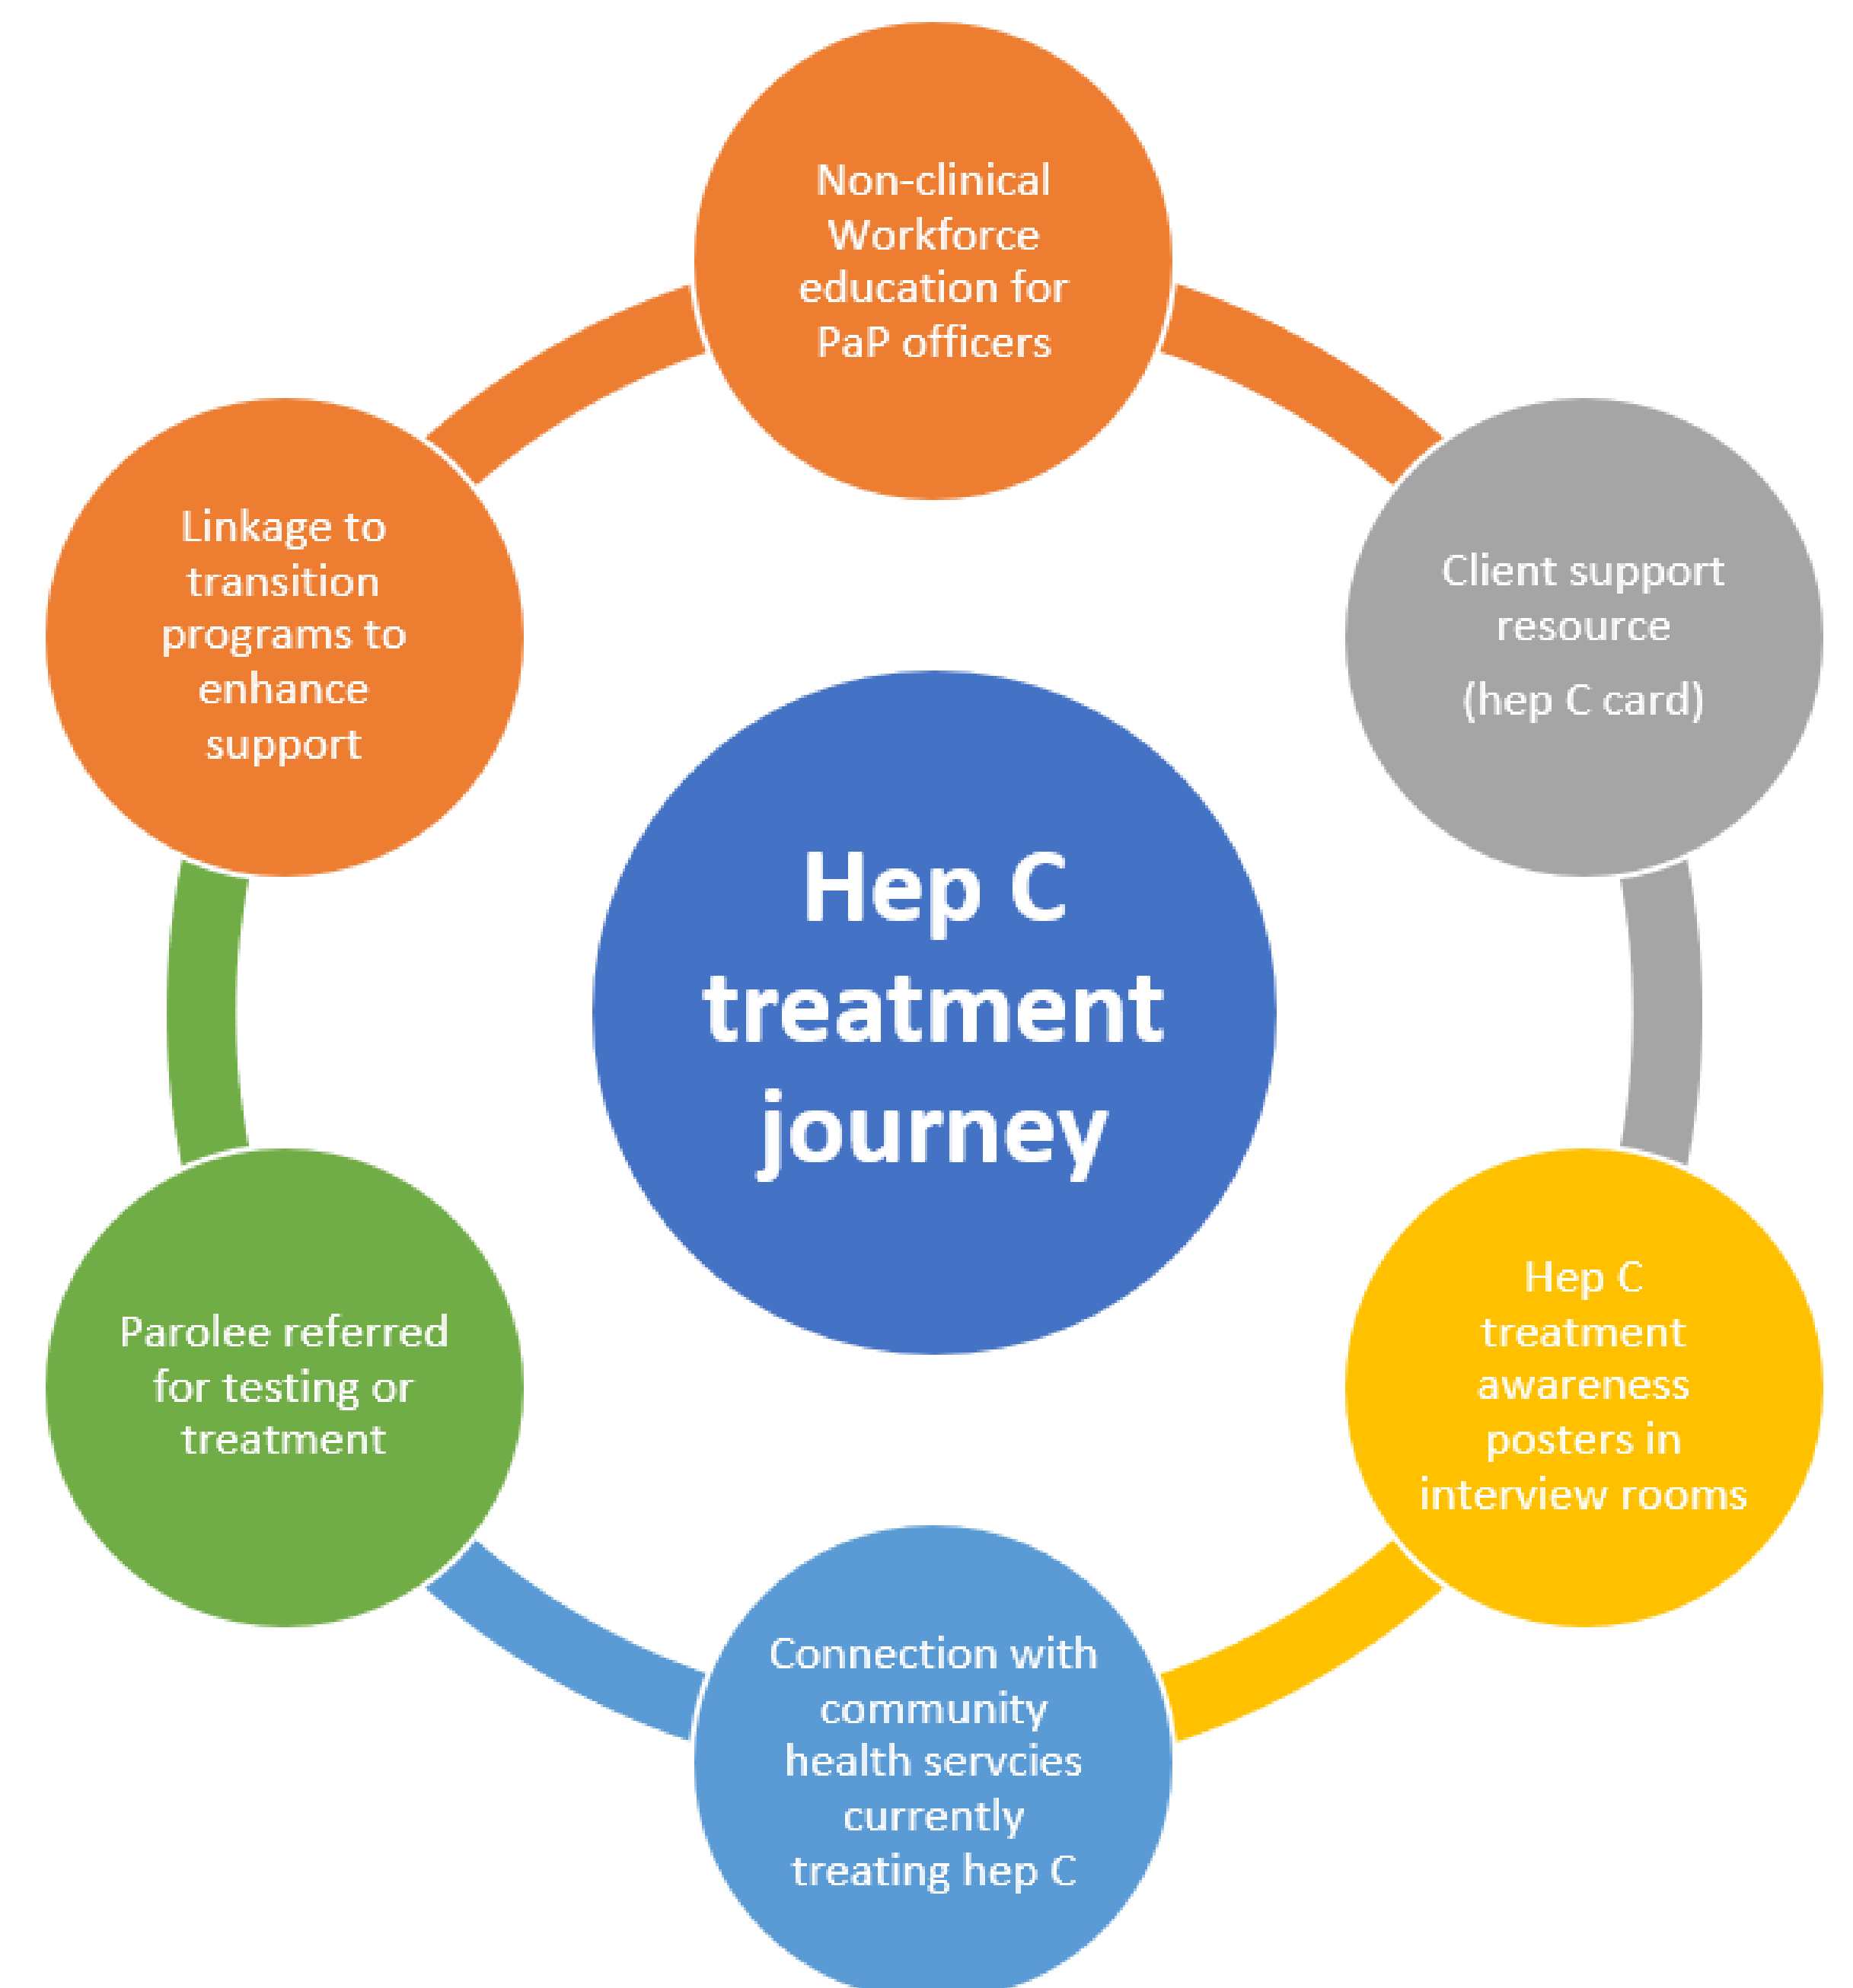 Non-clinical
Workforce
education for
PaP officers
Client support
resource
(hep C card)
Hep C
treatment
awareness
posters in
interview rooms
Connection with
community
health servcies
currently
treating hep C
Parolee referred
for testing or
treatment
Linkage to
transition
programs to
enhance
support
Hep C
treatment
journey